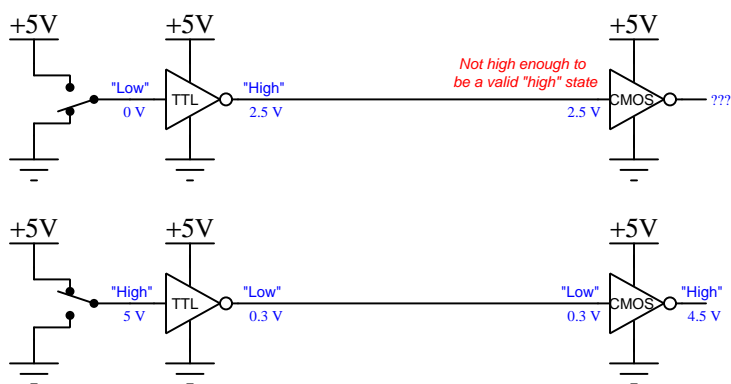 +5V +5V +5V
Not high enough to
be a valid "high" state
"Low" TTL "High" CMOS ???
0 V 2.5 V 2.5 V
+5V +5V +5V
"High" TTL "Low" "Low" CMOS "High"
5 V 0.3 V 0.3 V 4.5 V